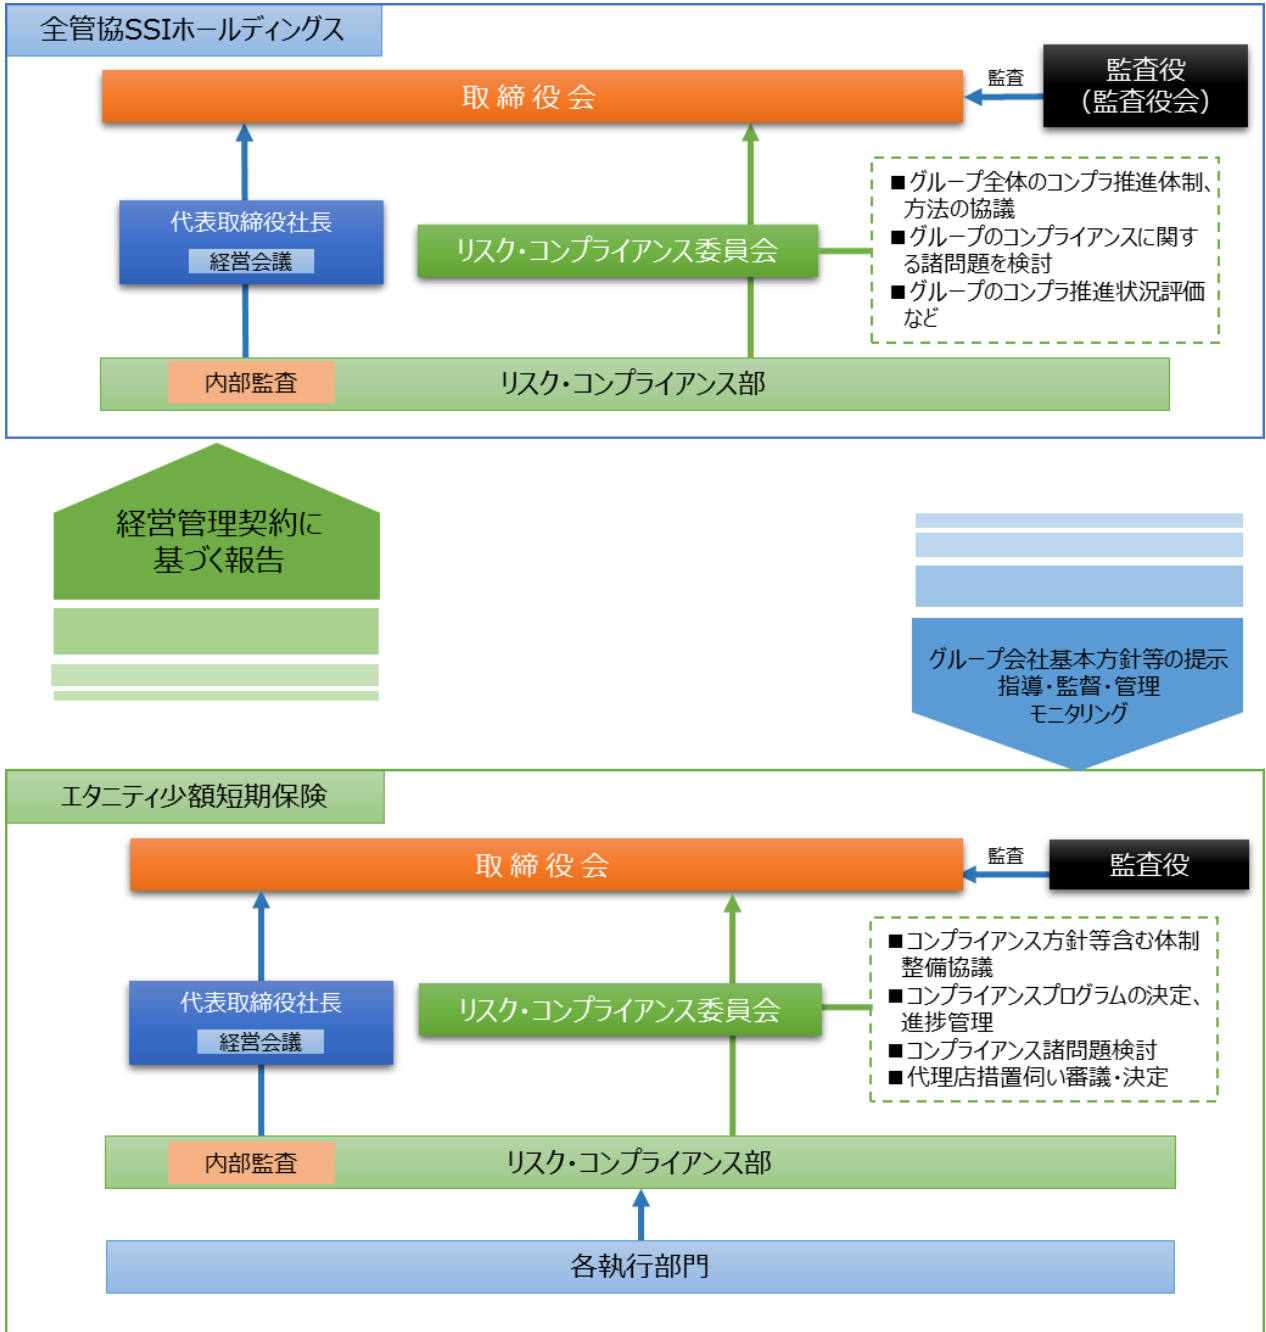 全管協SSIホールディングス
取締役会
監査
監査役
（監査役会）
代表取締役社長
経営会議
リスク・コンプライアンス委員会
■グループ全体のコンプラ推進体制、
方法の協議
■グループのコンプライアンスに関す
る諸問題を検討
■グループのコンプラ推進状況評価
など
内部監査
リスク・コンプライアンス部
経営管理契約に
基づく報告
グループ会社基本方針等の提示
指導・監督・管理
モニタリング
エタニティ少額短期保険
取締役会
監査
監査役
代表取締役社長
経営会議
リスク・コンプライアンス委員会
■コンプライアンス方針等含む体制
整備協議
■コンプライアンスプログラムの決定、
進捗管理
■コンプライアンス諸問題検討
■代理店措置伺い審議・決定
内部監査
リスク・コンプライアンス部
各執行部門